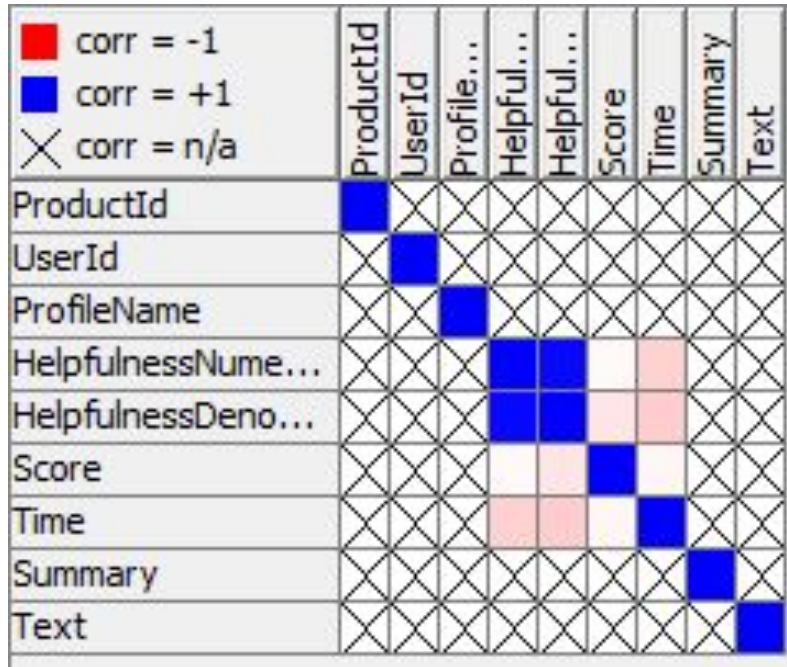 corr = -1
corr = +1
corr = n/a
ProductId
UserId
Profile...
Helpful...
Helpful...
Score
Time
Summary
Text
ProductId
UserId
ProfileName
HelpfulnessNume...
HelpfulnessDeno...
Score
Time
Summary
Text